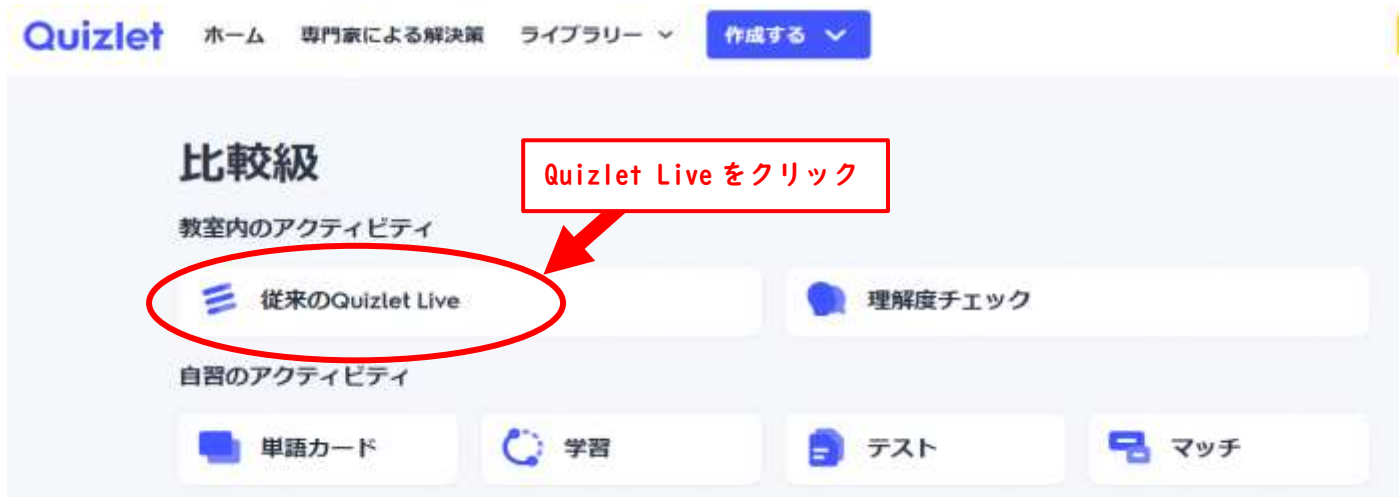 Quizlet ホーム 専門家による解決策 ライブラリー 作成する
比較級
Quizlet Live をクリック
教室内のアクティビティ
従来のQuizlet Live 理解度チェック
自習のアクティビティ
単語カード 学習 テスト マッチ